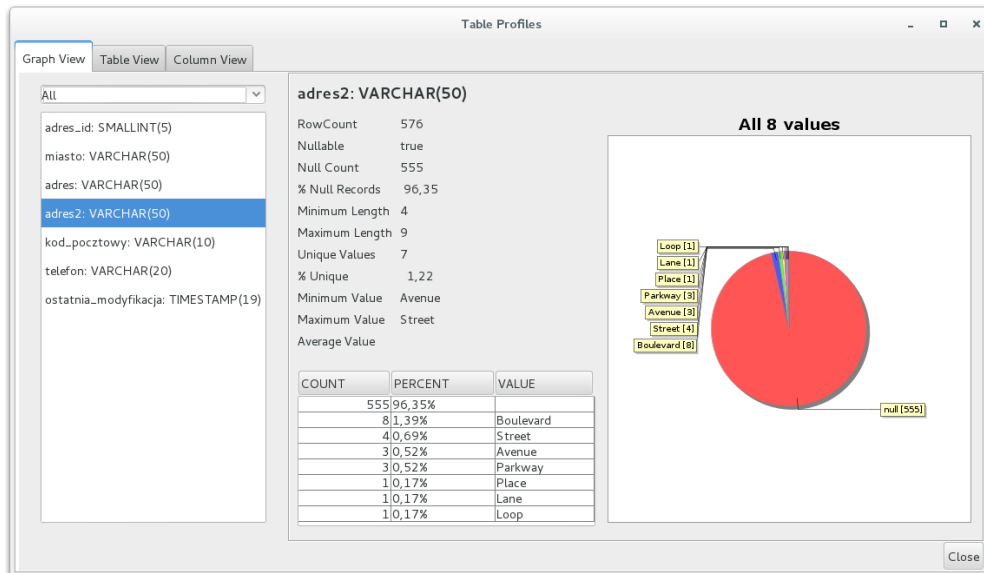 Table Profiles
Graph View Table View Column View
All
adres_id: SMALLINT(5)
miasto: VARCHAR(50)
adres: VARCHAR(50)
adres2: VARCHAR(50)
kod_pocztowy: VARCHAR(10)
telefon: VARCHAR(20)
ostatnia_modyfikacja: TIMESTAMP(19)
adres2: VARCHAR(50)
RowCount 576
Nullable true
Null Count 555
% Null Records 96,35
Minimum Length 4
Maximum Length 9
Unique Values 7
% Unique 1,22
Minimum Value Avenue
Maximum Value Street
Average Value
COUNT PERCENT VALUE
555 96,35%
8 1,39% Boulevard
4 0,69% Street
3 0,52% Avenue
3 0,52% Parkway
1 0,17% Place
1 0,17% Lane
1 0,17% Loop
All 8 values
Loop [1]
Lane [1]
Place [1]
Parkway [3]
Avenue [3]
Street [4]
Boulevard [8]
null [555]
Close